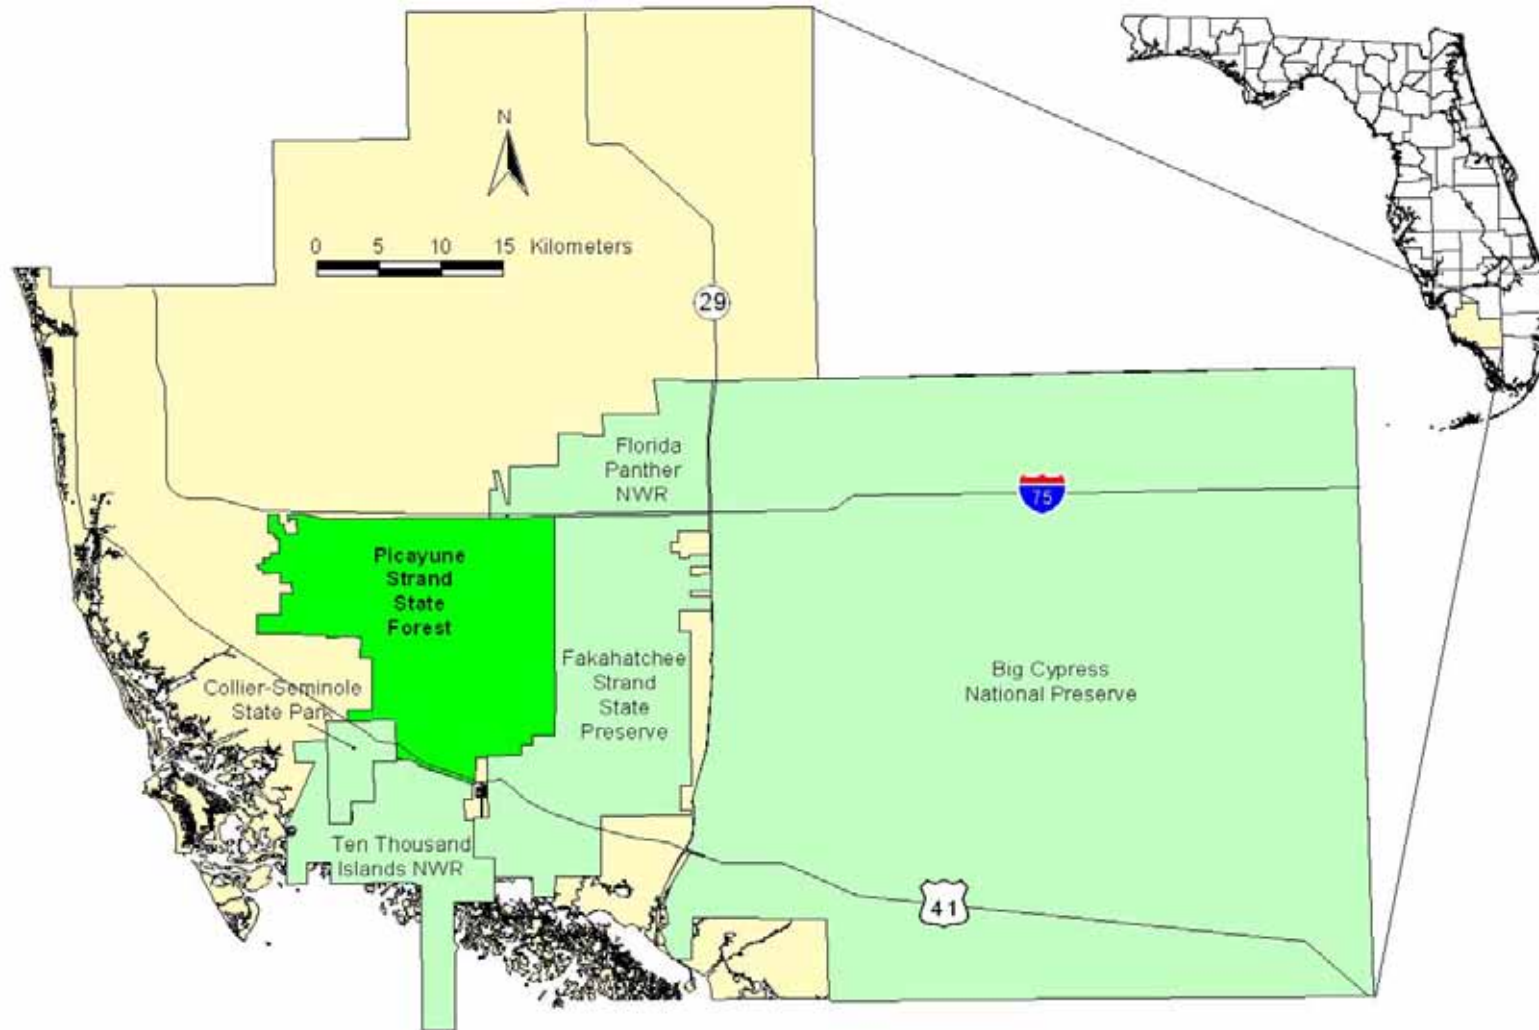 N
0 5 10 15 Kilometers
29
Florida
Panther
NWR
75
Picayune
Strand
State
Forest
Fakahatchee
Strand
State
Preserve
Big Cypress
National Preserve
Collier-Seminole
State Park
Ten Thousand
Islands NWR
41